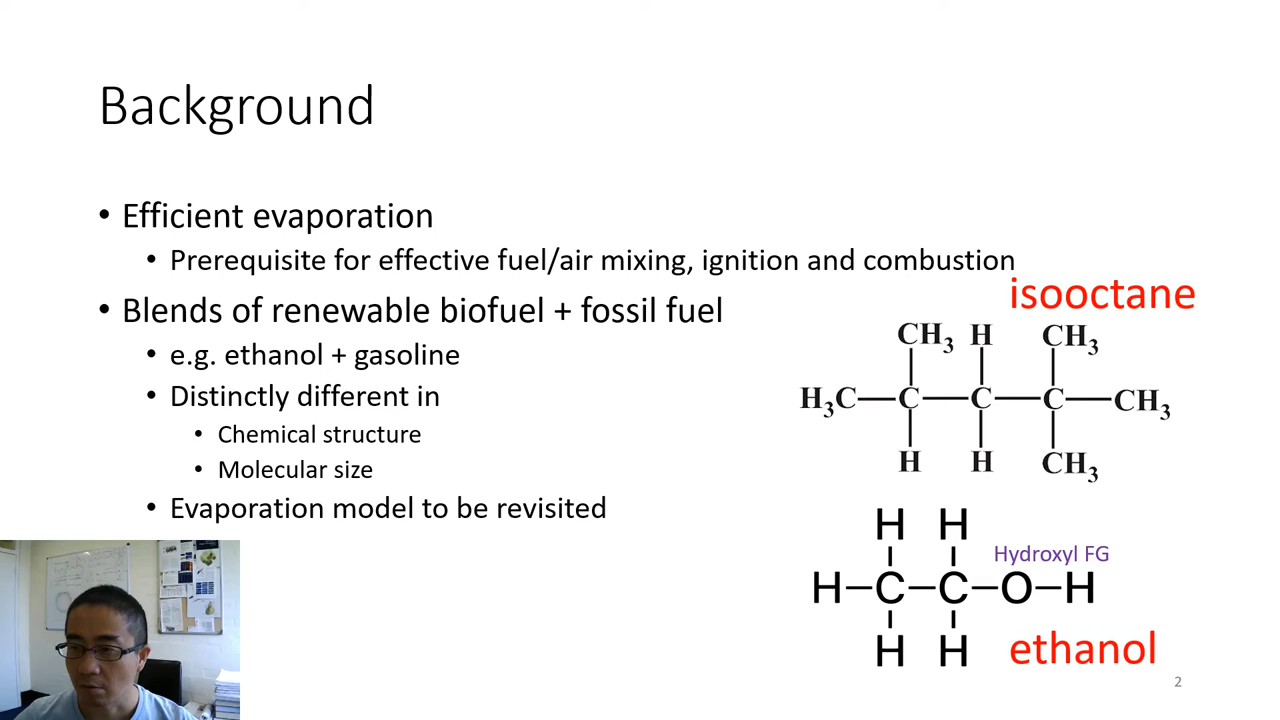 Background
• Efficient evaporation
• Prerequisite for effective fuel/air mixing, ignition and combustion
• Blends of renewable biofuel + fossil fuel
• e.g. ethanol + gasoline
• Distinctly different in
• Chemical structure
• Molecular size
• Evaporation model to be revisited
isooctane
CH3 H CH3
H3C—C—C—C—CH3
H H CH3
H H
Hydroxyl FG
H—C—C—O—H
H H
ethanol
2